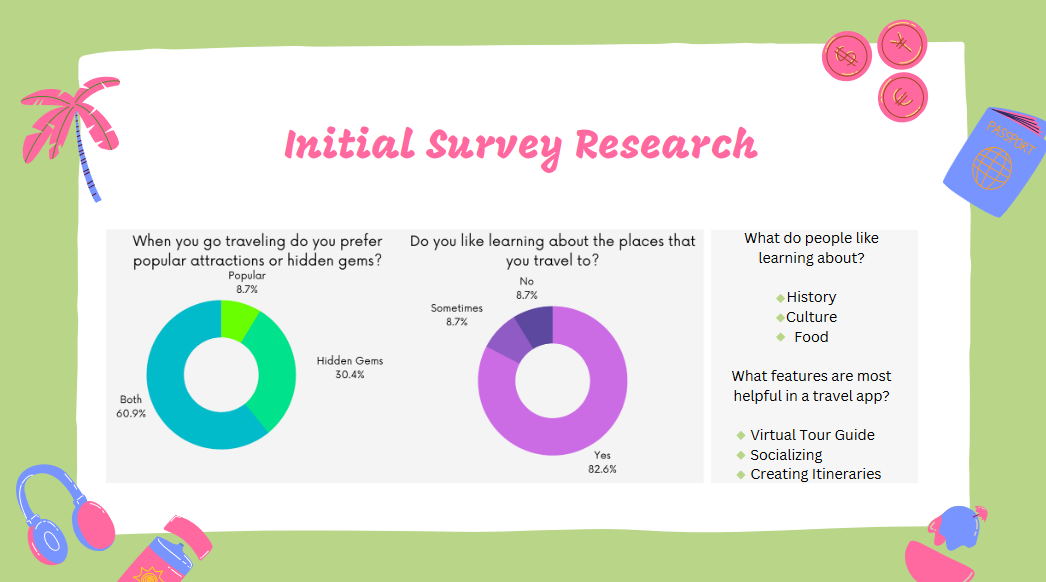 Initial Survey Research
PASSPORT
When you go traveling do you prefer
popular attractions or hidden gems?
Popular
8.7%
Hidden Gems
30.4%
Both
60.9%
Do you like learning about the places that
you travel to?
No
8.7%
Sometimes
8.7%
Yes
82.6%
What do people like
learning about?
History
Culture
Food
What features are most
helpful in a travel app?
Virtual Tour Guide
Socializing
Creating Itineraries